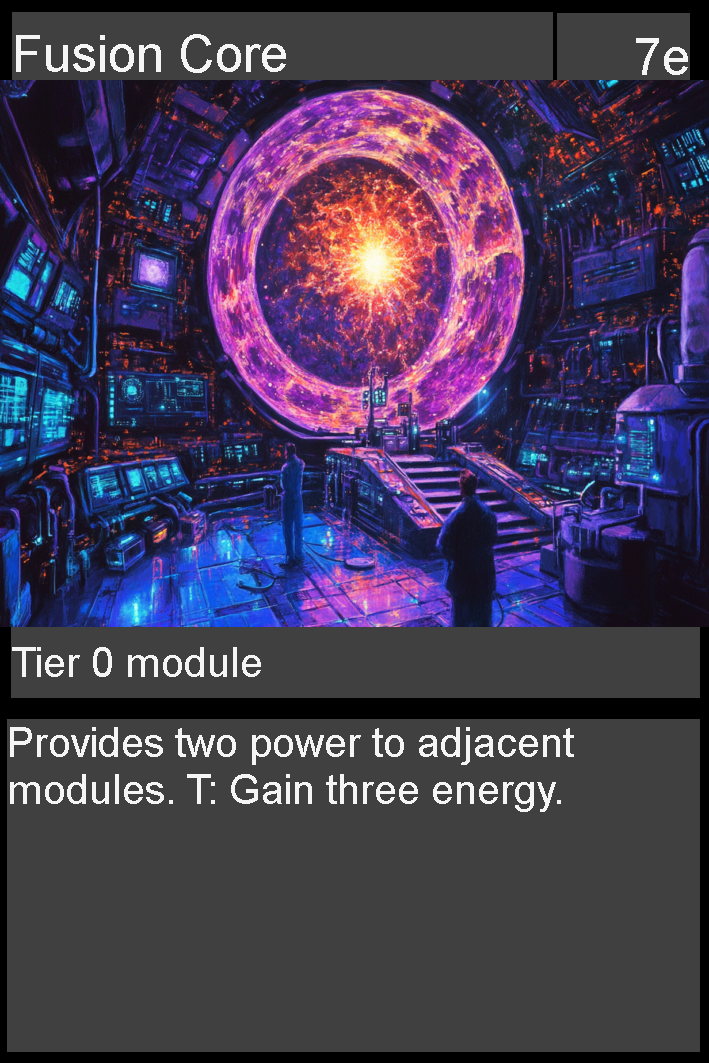 Fusion Core
7e
Tier 0 module
Provides two power to adjacent
modules. T: Gain three energy.